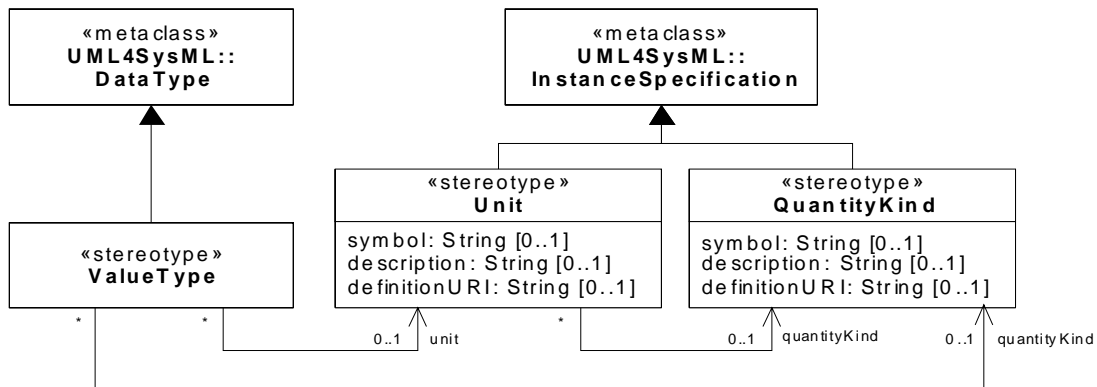 «metaclass»
UML4SysML::
DataType
«metaclass»
UML4SysML::
InstanceSpecification
«stereotype»
ValueType
«stereotype»
Unit
symbol: String [0..1]
description: String [0..1]
definitionURI: String [0..1]
«stereotype»
QuantityKind
symbol: String [0..1]
description: String [0..1]
definitionURI: String [0..1]
*
*
0..1 unit
*
0..1 quantityKind
0..1 quantityKind